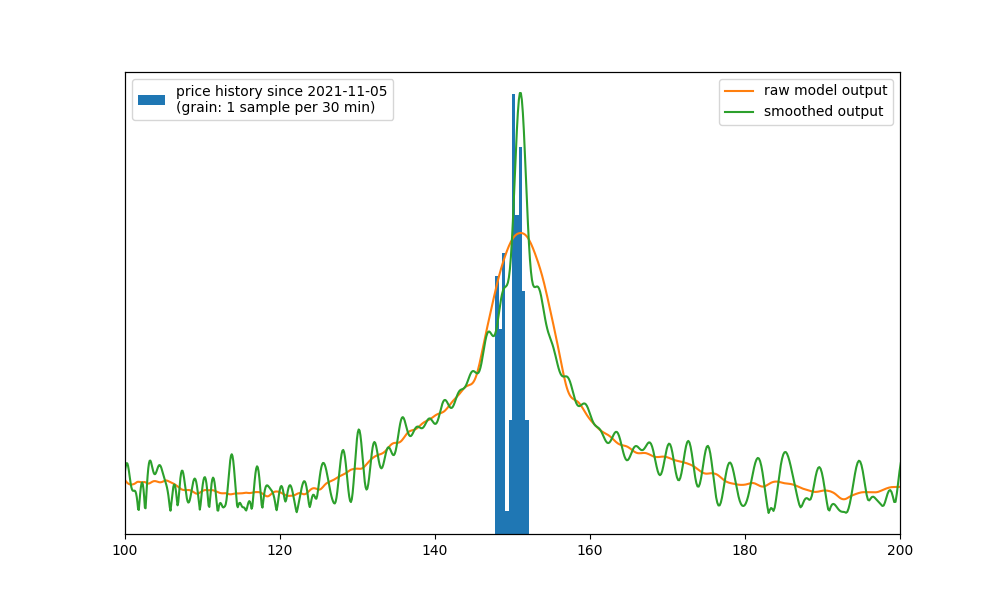 price history since 2021-11-05
(grain: 1 sample per 30 min)
raw model output
smoothed output
100
120
140
160
180
200